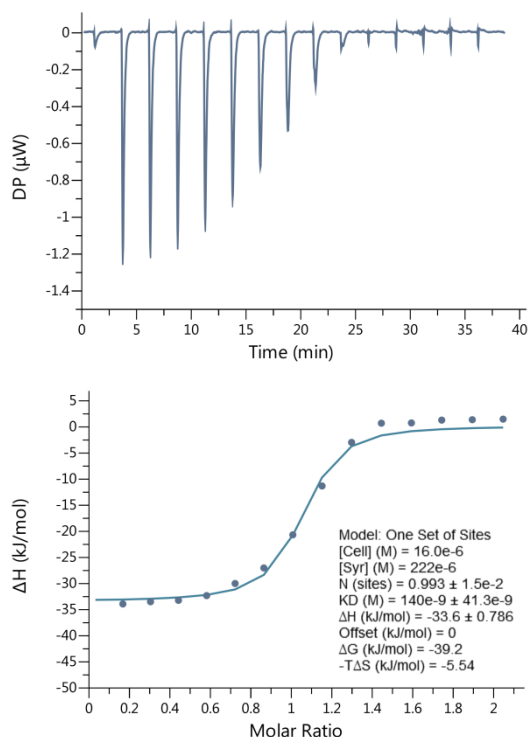 0
-0.2
-0.4
-0.6
-0.8
-1
-1.2
-1.4
DP (µW)
0 5 10 15 20 25 30 35 40
Time (min)
5
0
-5
-10
-15
-20
-25
-30
-35
-40
-45
-50
ΔH (kJ/mol)
Model: One Set of Sites
[Cell] (M) = 16.0e-6
[Syr] (M) = 222e-6
N (sites) = 0.993 ± 1.5e-2
KD (M) = 140e-9 ± 41.3e-9
ΔH (kJ/mol) = -33.6 ± 0.786
Offset (kJ/mol) = 0
ΔG (kJ/mol) = -39.2
-TΔS (kJ/mol) = -5.54
0 0.2 0.4 0.6 0.8 1 1.2 1.4 1.6 1.8 2
Molar Ratio